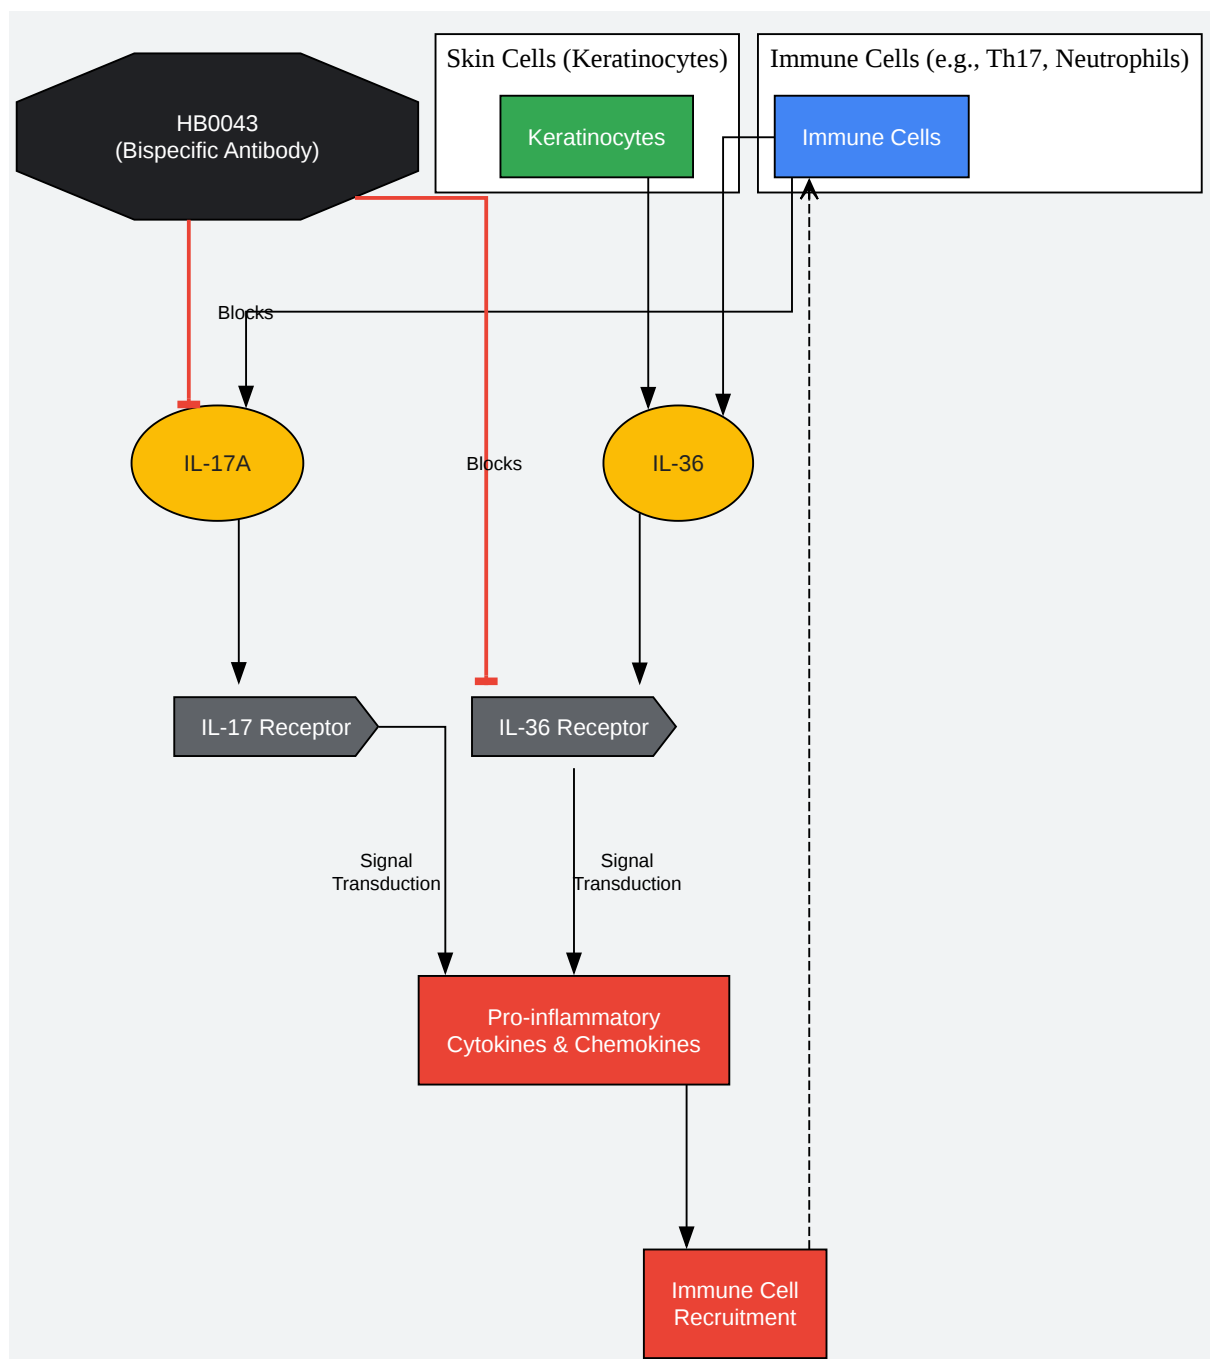 Skin Cells (Keratinocytes)
Immune Cells (e.g., Th17, Neutrophils)
HB0043
(Bispecific Antibody)
Keratinocytes
Immune Cells
Blocks
IL-17A
Blocks
IL-36
IL-17 Receptor
IL-36 Receptor
Signal
Transduction
Signal
Transduction
Pro-inflammatory
Cytokines & Chemokines
Immune Cell
Recruitment